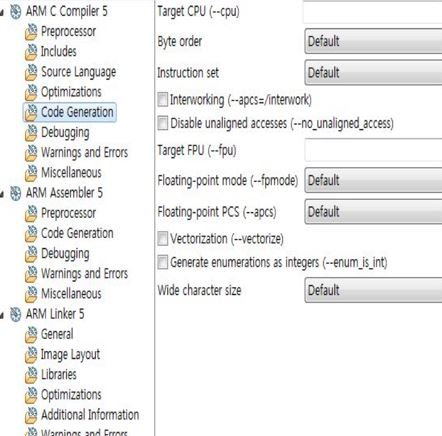 ARM C Compiler 5
Preprocessor
Includes
Source Language
Optimizations
Code Generation
Debugging
Warnings and Errors
Miscellaneous
ARM Assembler 5
Preprocessor
Code Generation
Debugging
Warnings and Errors
Miscellaneous
ARM Linker 5
General
Image Layout
Libraries
Optimizations
Additional Information
Warnings and Errors
Target CPU (--cpu)
Byte order Default
Instruction set Default
Interworking (--apcs=/interwork)
Disable unaligned accesses (--no_unaligned_access)
Target FPU (--fpu)
Floating-point mode (--fpmode) Default
Floating-point PCS (--apcs) Default
Vectorization (--vectorize)
Generate enumerations as integers (--enum_is_int)
Wide character size Default